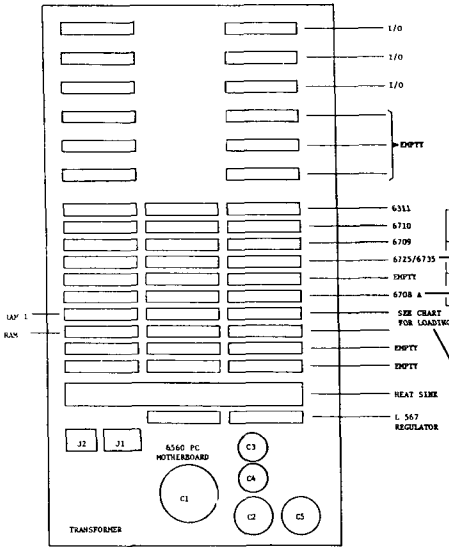 I/O
I/O
I/O
EMPTY
6311
6710
6709
6725/6735
EMPTY
6708 A
SEE CHART
FOR LOADING
RAM
EMPTY
EMPTY
HEAT SINK
L 567
REGULATOR
J2
J1
6560 PC
MOTHERBOARD
C3
C4
C1
C2
C5
TRANSFORMER